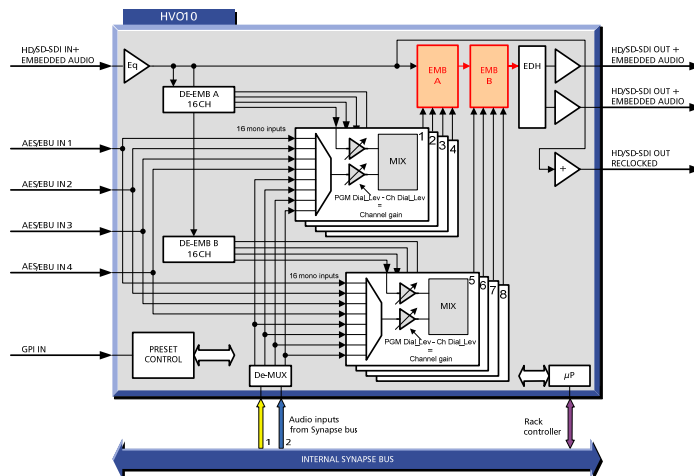 HVO10
HD/SD-SDI IN+
EMBEDDED AUDIO
Eq
DE-EMB A
16CH
EMB
A
EMB
B
EDH
HD/SD-SDI OUT +
EMBEDDED AUDIO
HD/SD-SDI OUT +
EMBEDDED AUDIO
HD/SD-SDI OUT
RECLOCKED
+
16 mono inputs
1
2
3
4
MIX
PGM Dial_Lev - Ch Dial_Lev
=
Channel gain
AES/EBU IN 1
AES/EBU IN 2
AES/EBU IN 3
AES/EBU IN 4
DE-EMB B
16CH
16 mono inputs
5
6
7
8
MIX
PGM Dial_Lev - Ch Dial_Lev
=
Channel gain
GPI IN
PRESET
CONTROL
De-MUX
µP
1
2
Audio inputs
from Synapse bus
Rack
controller
INTERNAL SYNAPSE BUS